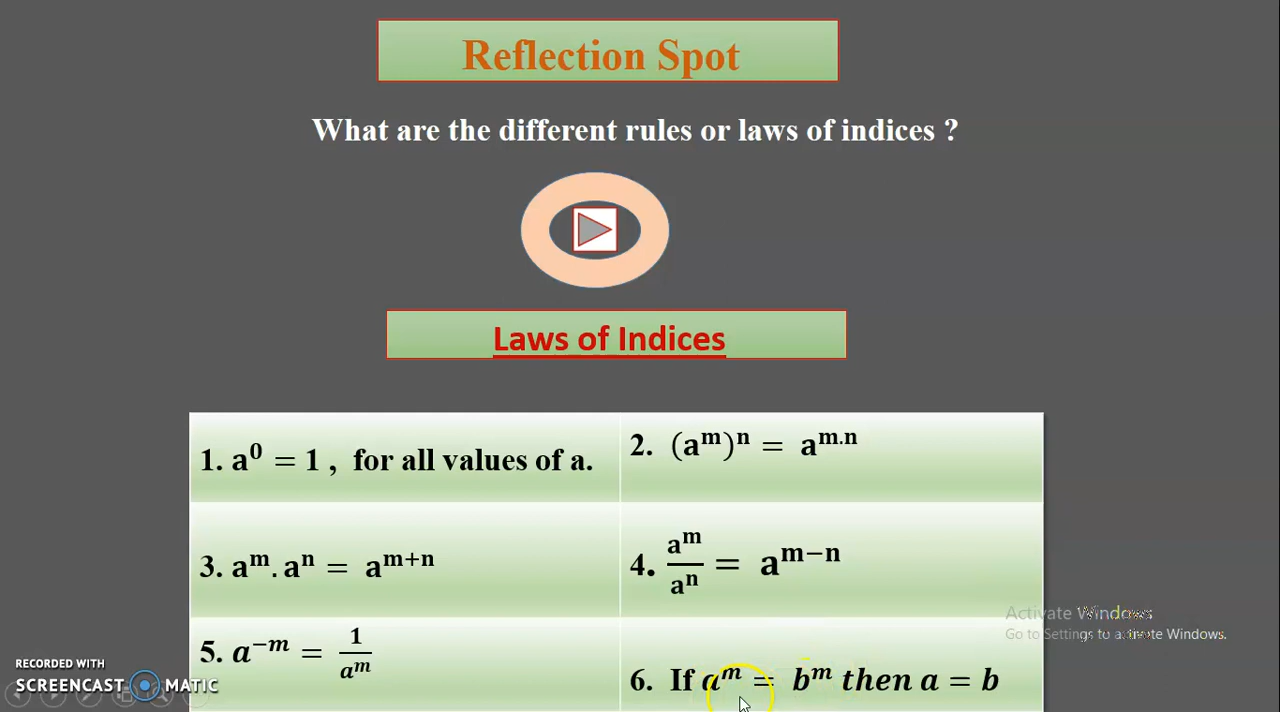 Reflection Spot
What are the different rules or laws of indices ?
Laws of Indices
1. a⁰ = 1 , for all values of a.
2. (aᵐ)ⁿ = aᵐ·ⁿ
3. aᵐ . aⁿ = aᵐ⁺ⁿ
4. aᵐ/aⁿ = aᵐ⁻ⁿ
5. a⁻ᵐ = 1/aᵐ
6. If aᵐ = bᵐ then a = b
Activate Windows
Go to Settings to activate Windows.
RECORDED WITH
SCREENCAST MATIC